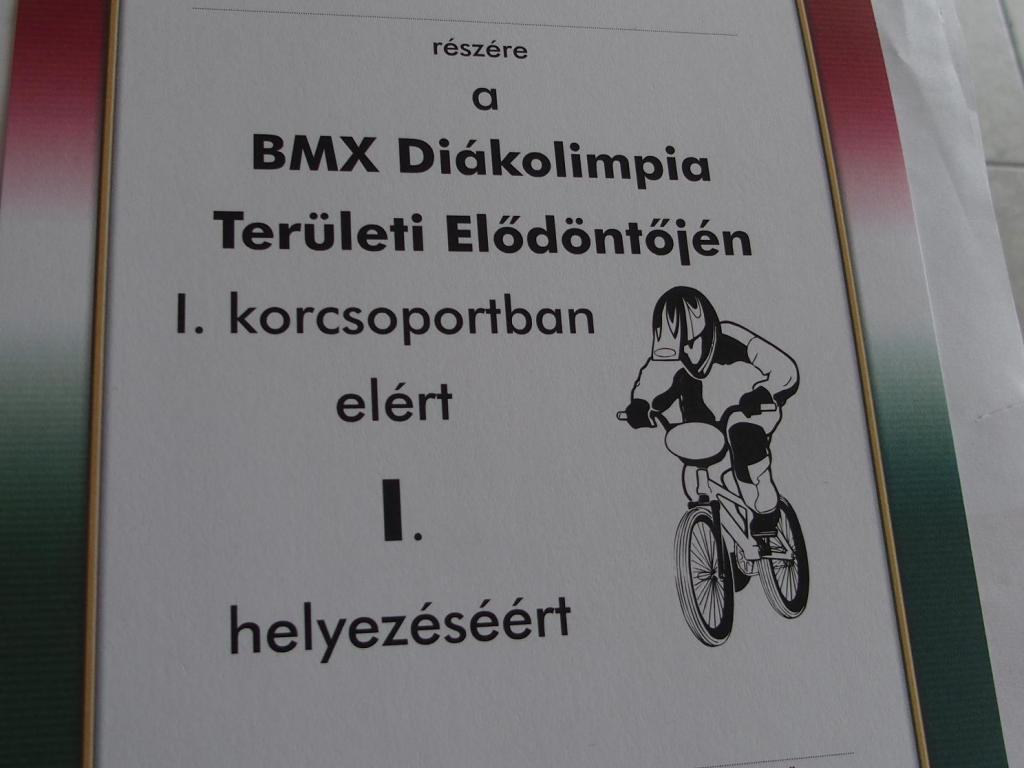 részére
a
BMX Diákolimpia
Területi Elődöntőjén
I. korcsoportban
elért
I.
helyezéséért